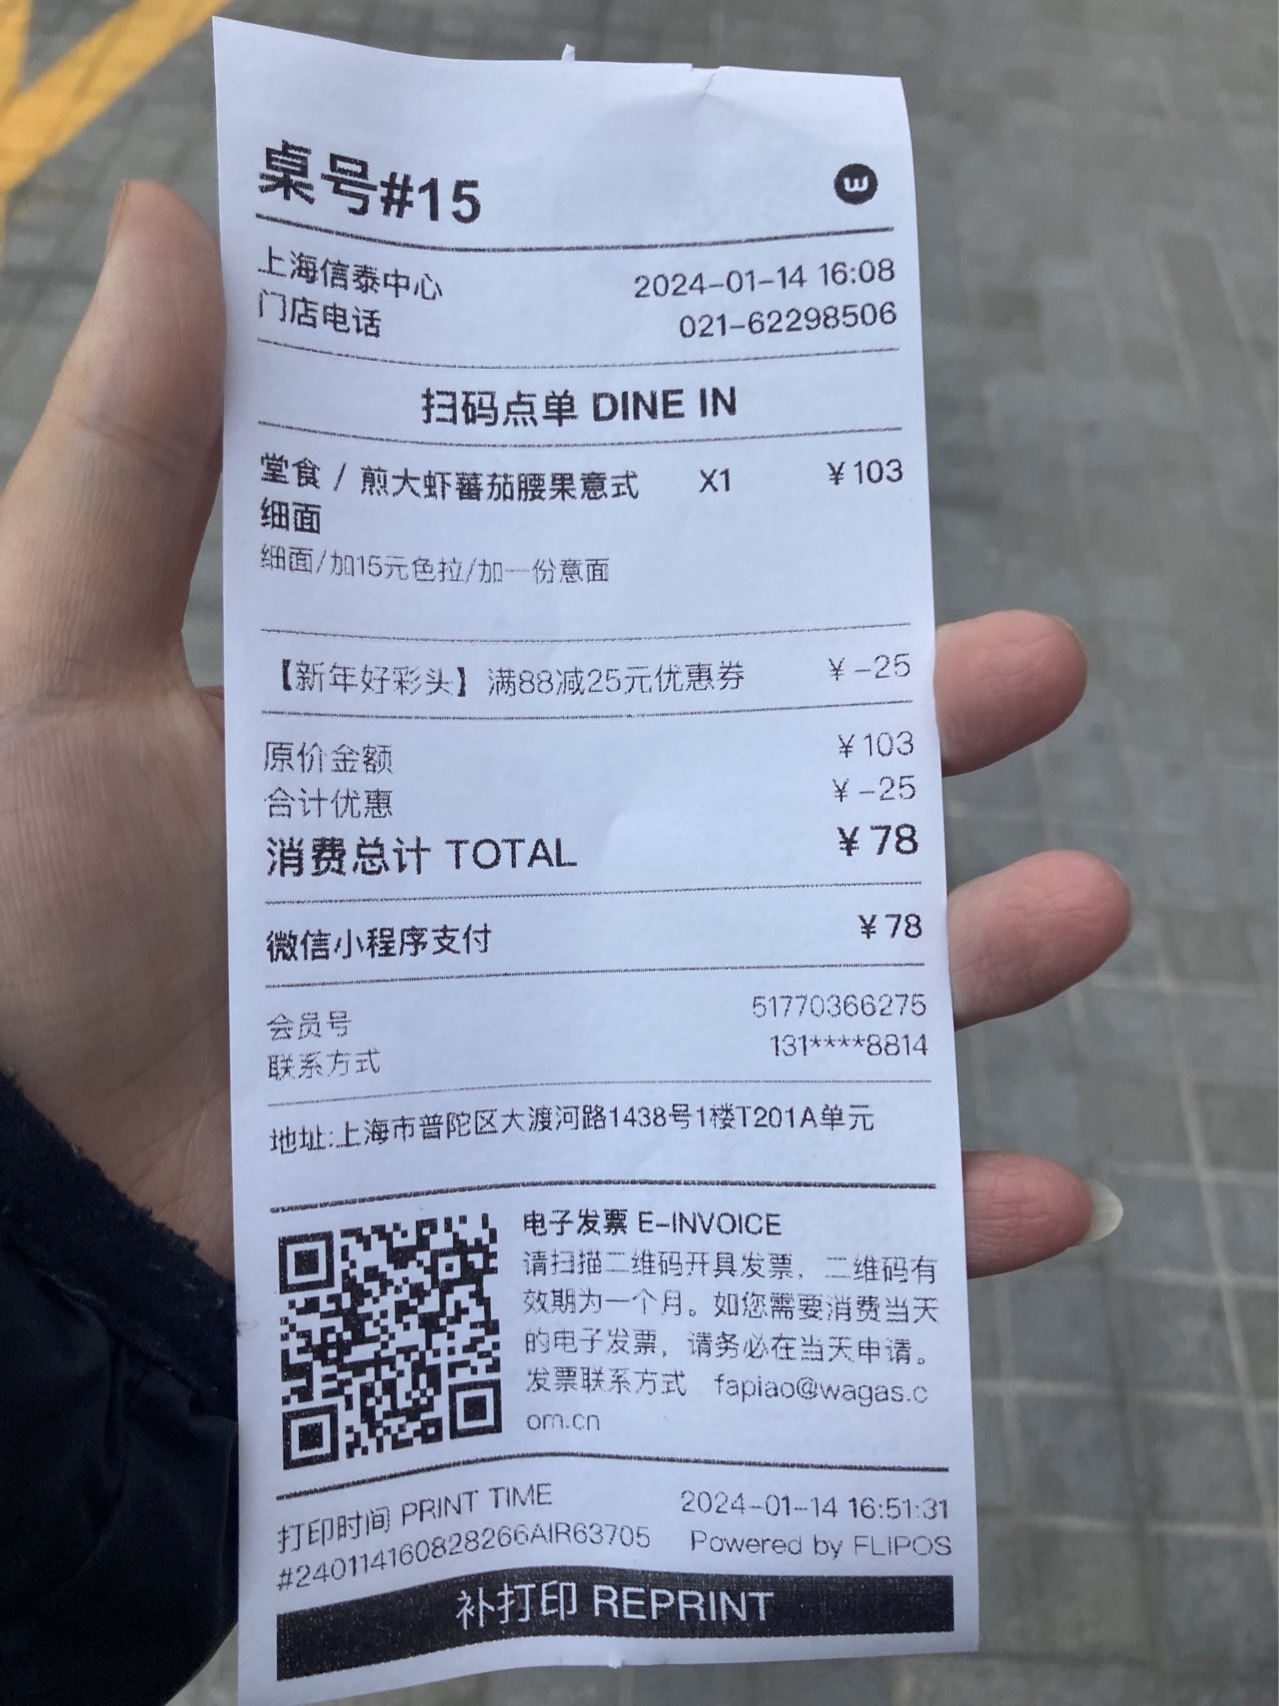 桌号#15
上海信泰中心 2024-01-14 16:08
门店电话 021-62298506
扫码点单 DINE IN
堂食 / 煎大虾蕃茄腰果意式 X1 ¥103
细面
细面/加15元色拉/加一份意面
【新年好彩头】满88减25元优惠券 ¥-25
原价金额 ¥103
合计优惠 ¥-25
消费总计 TOTAL ¥78
微信小程序支付 ¥78
会员号 51770366275
联系方式 131****8814
地址:上海市普陀区大渡河路1438号1楼T201A单元
电子发票 E-INVOICE
请扫描二维码开具发票，二维码有
效期为一个月。如您需要消费当天
的电子发票，请务必在当天申请。
发票联系方式 fapiao@wagas.c
om.cn
打印时间 PRINT TIME 2024-01-14 16:51:31
#240114160828266AIR63705 Powered by FLIPOS
补打印 REPRINT